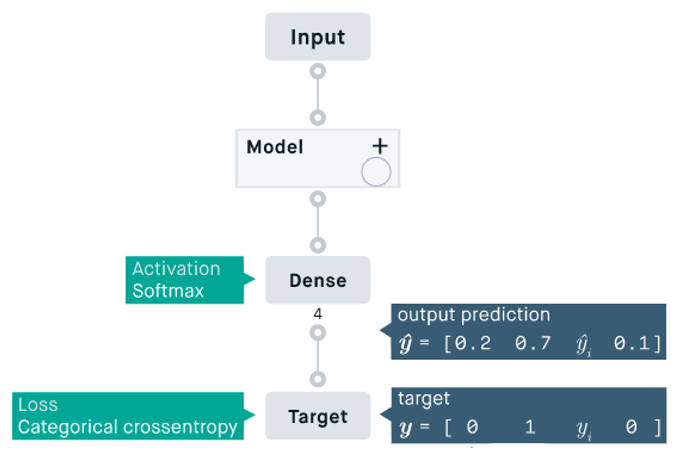 Input
Model +
Activation
Softmax
Dense
4
output prediction
ŷ = [0.2 0.7 ŷᵢ 0.1]
Loss
Categorical crossentropy
Target
target
y = [ 0 1 yᵢ 0 ]